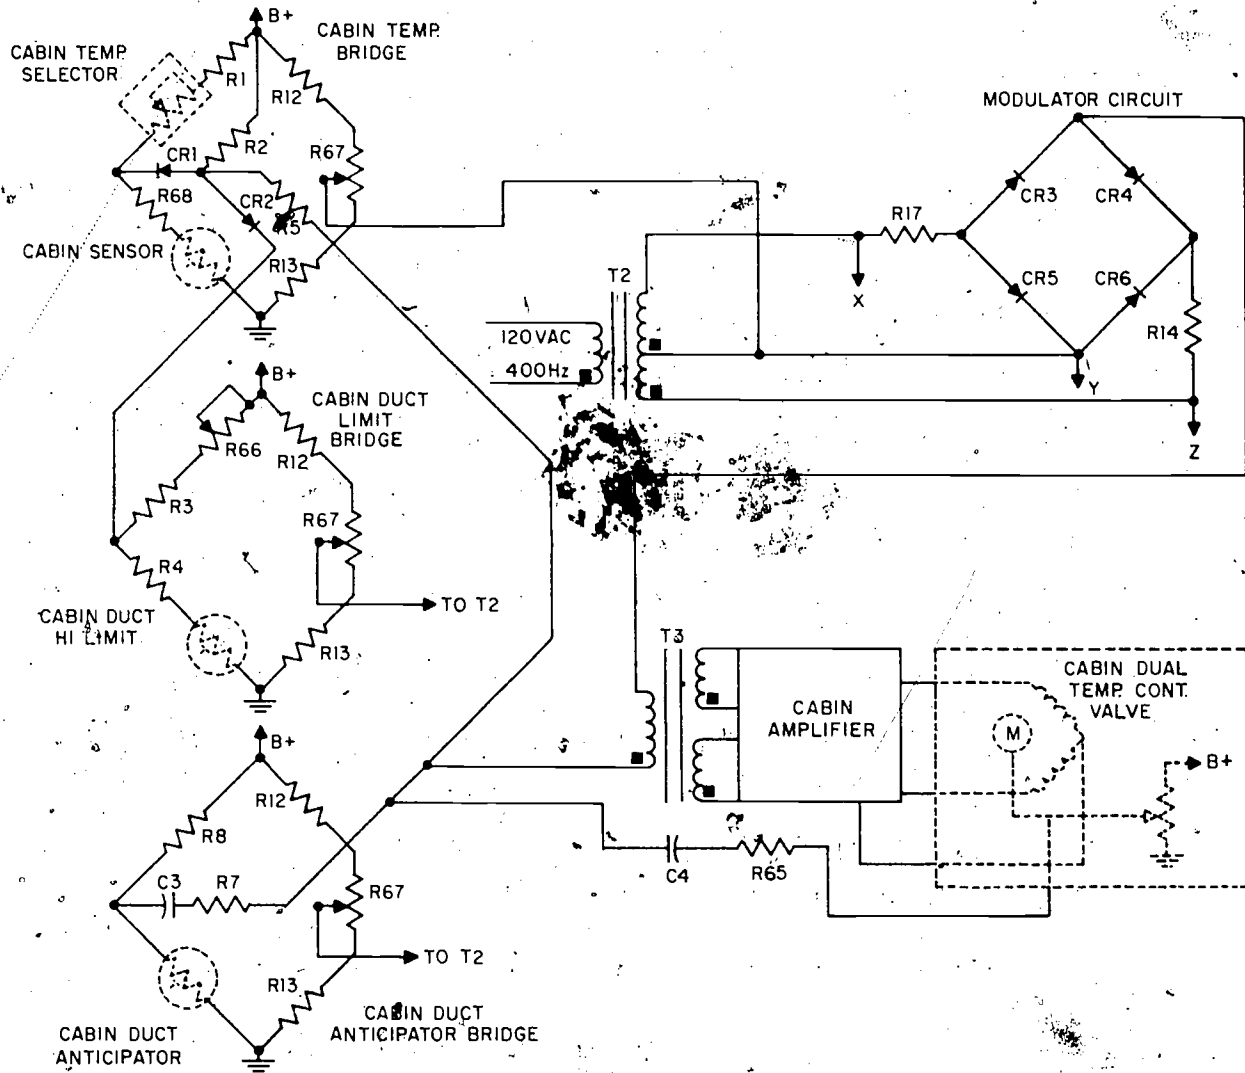 B+
CABIN TEMP.
BRIDGE
CABIN TEMP.
SELECTOR
R1
R12
R2
R67
CR1
R68
CR2
R5
CABIN SENSOR
R13
MODULATOR CIRCUIT
CR3
CR4
R17
CR5
CR6
X
Y
R14
Z
T2
120VAC
400Hz
B+
CABIN DUCT
LIMIT
BRIDGE
R66
R12
R3
R67
R4
TO T2
CABIN DUCT
HI LIMIT
R13
T3
CABIN
AMPLIFIER
CABIN DUAL
TEMP. CONT.
VALVE
M
B+
C4
R65
B+
R12
R8
C3
R7
R67
TO T2
R13
CABIN DUCT
ANTICIPATOR
CABIN DUCT
ANTICIPATOR BRIDGE